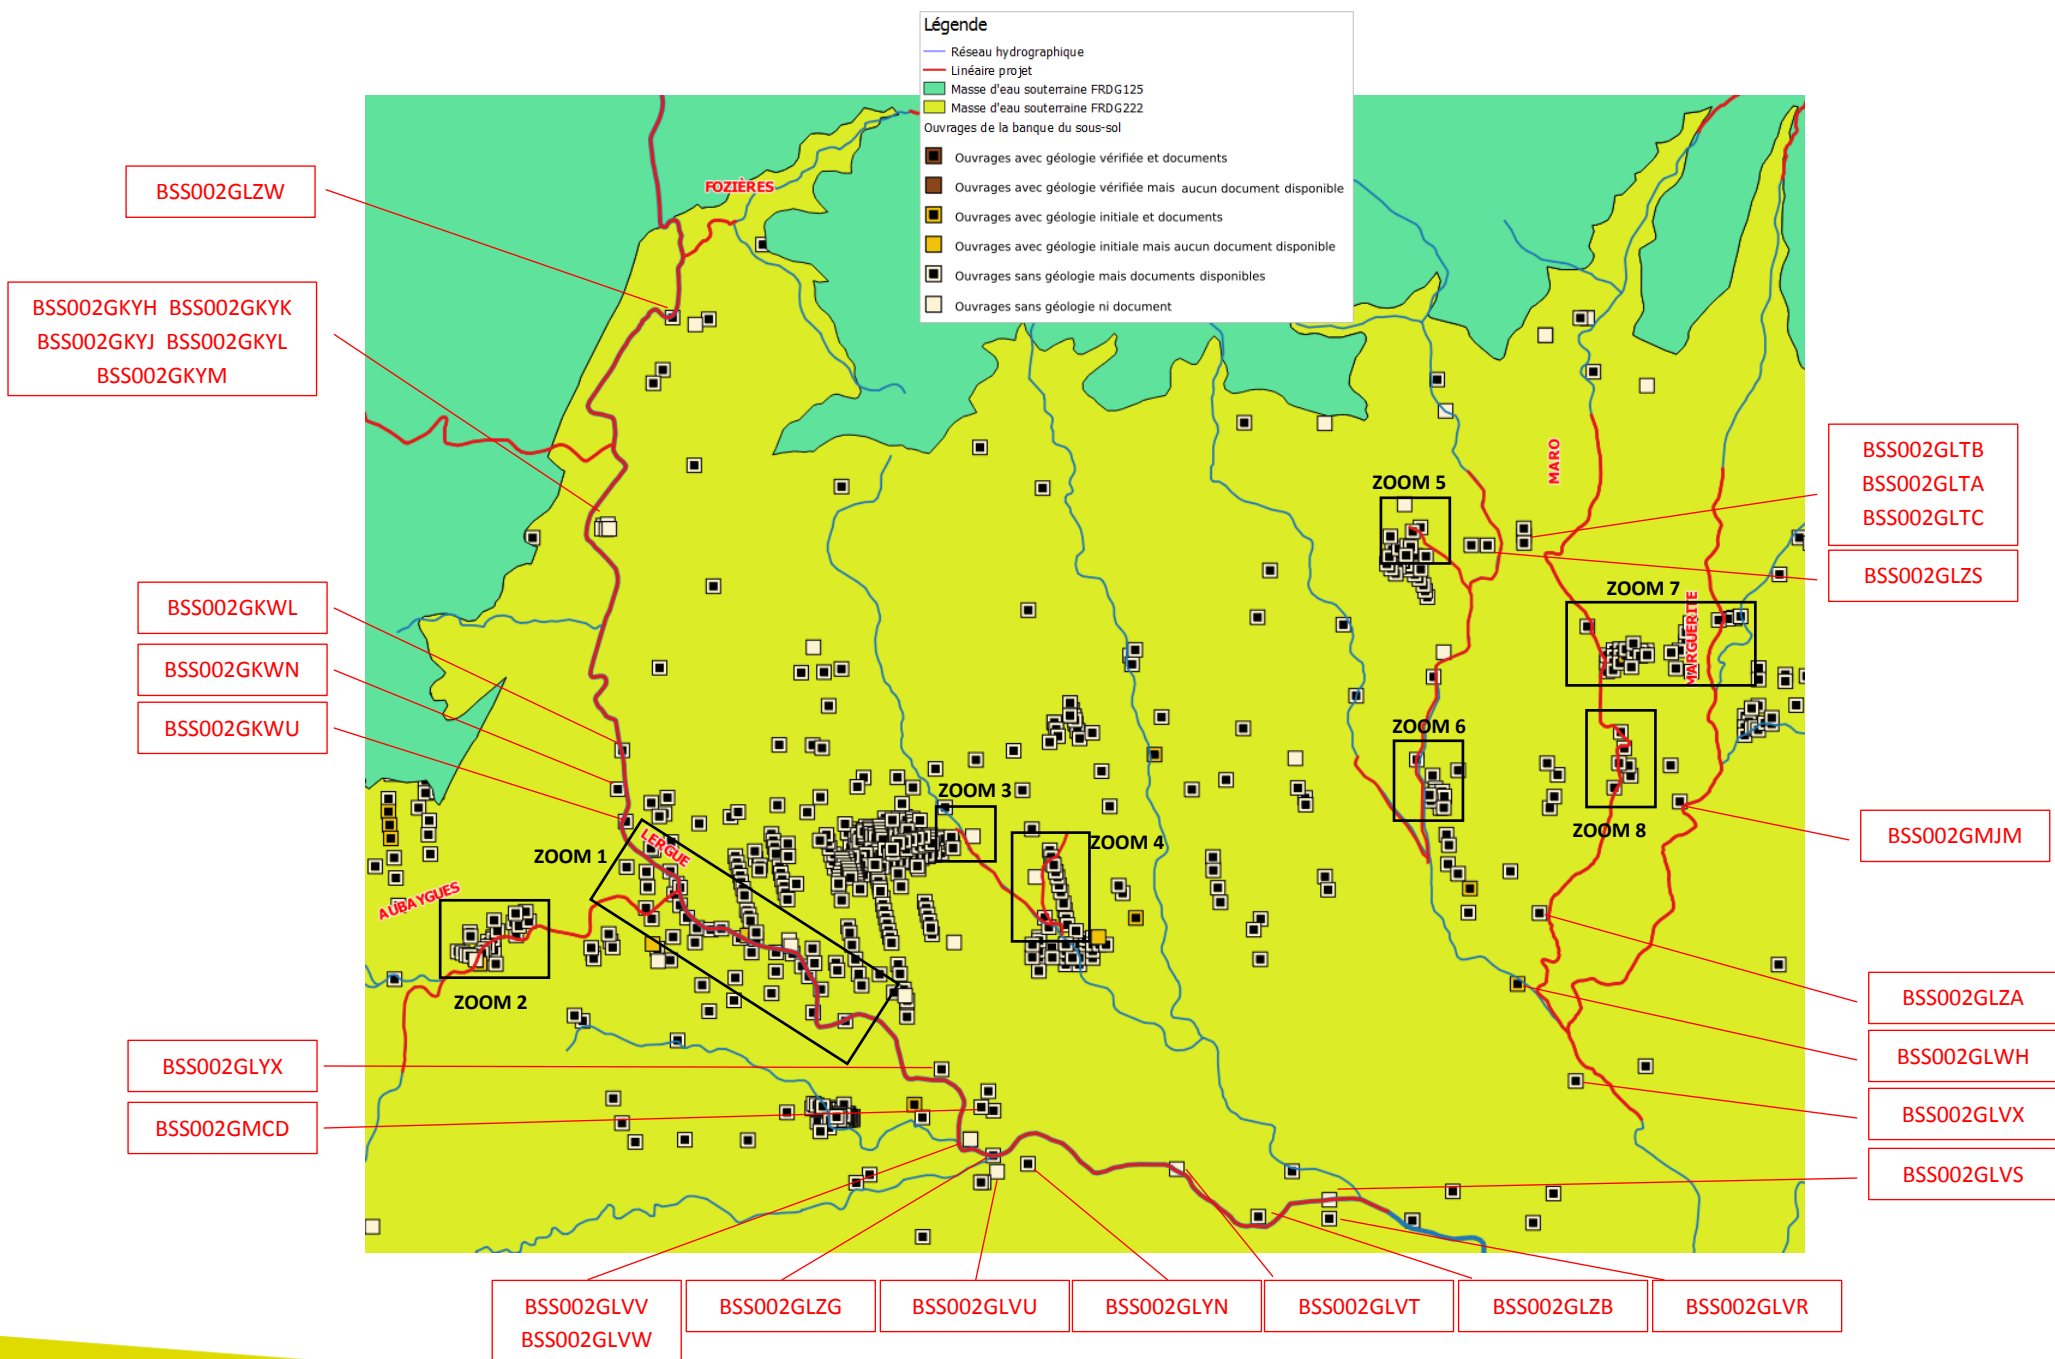 Légende
Réseau hydrographique
Linéaire projet
Masse d'eau souterraine FRDG125
Masse d'eau souterraine FRDG222
Ouvrages de la banque du sous-sol
Ouvrages avec géologie vérifiée et documents
Ouvrages avec géologie vérifiée mais aucun document disponible
Ouvrages avec géologie initiale et documents
Ouvrages avec géologie initiale mais aucun document disponible
Ouvrages sans géologie mais documents disponibles
Ouvrages sans géologie ni document
FOZIÈRES
BSS002GLZW
BSS002GKYH BSS002GKYK
BSS002GKYJ BSS002GKYL
BSS002GKYM
MARO
BSS002GLTB
BSS002GLTA
BSS002GLTC
ZOOM 5
BSS002GLZS
ZOOM 7
MARGUERITE
BSS002GKWL
BSS002GKWN
BSS002GKWU
ZOOM 6
ZOOM 3
ZOOM 8
ZOOM 4
BSS002GMJM
LERGUE
ZOOM 1
AUBAYGUES
ZOOM 2
BSS002GLZA
BSS002GLWH
BSS002GLYX
BSS002GLVX
BSS002GMCD
BSS002GLVS
BSS002GLVV
BSS002GLVW
BSS002GLZG
BSS002GLVU
BSS002GLYN
BSS002GLVT
BSS002GLZB
BSS002GLVR